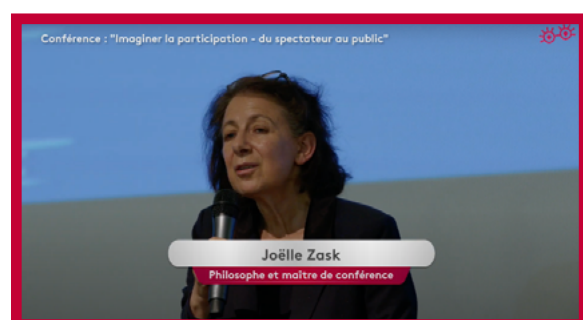 Conférence : "Imaginer la participation - du spectateur au public"
Joëlle Zask
Philosophe et maître de conférence